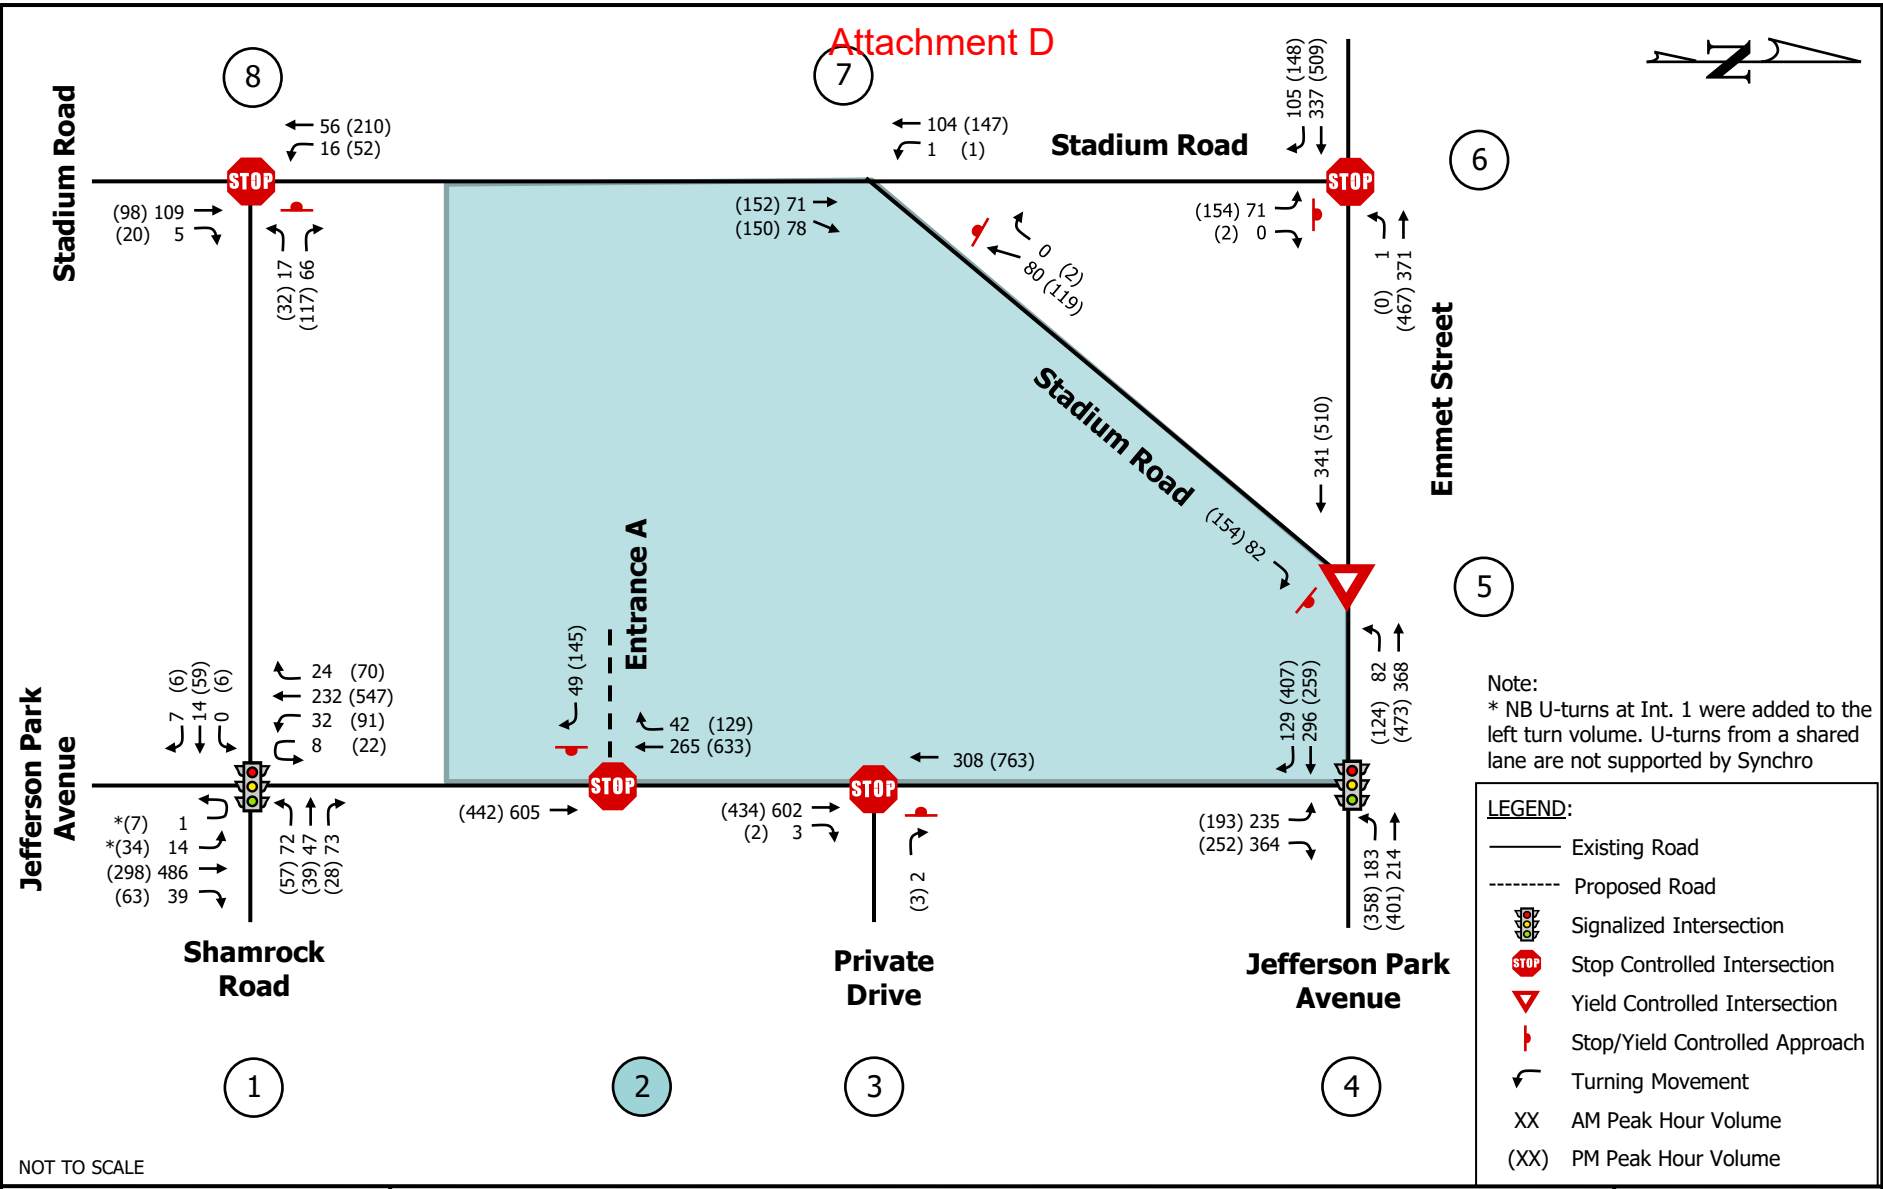 Attachment D
8
7
N
6
Stadium Road
56 (210)
16 (52)
STOP
(98) 109
(20) 5
(32) 17
(117) 66
104 (147)
1 (1)
Stadium Road
(152) 71
(150) 78
0 (2)
80 (119)
105 (148)
337 (509)
STOP
(154) 71
(2) 0
(0) 1
(467) 371
Emmet Street
341 (510)
Stadium Road
(154) 82
5
(124) 82
(473) 368
Entrance A
49 (145)
42 (129)
265 (633)
STOP
(442) 605
308 (763)
STOP
(434) 602
(2) 3
(3) 2
129 (407)
296 (259)
(193) 235
(252) 364
(358) 183
(401) 214
Jefferson Park
Avenue
7 (6)
14 (59)
0 (6)
24 (70)
232 (547)
32 (91)
8 (22)
*(7) 1
*(34) 14
(298) 486
(63) 39
(57) 72
(39) 47
(28) 73
Shamrock
Road
Private
Drive
Jefferson Park
Avenue
1
2
3
4
Note:
* NB U-turns at Int. 1 were added to the
left turn volume. U-turns from a shared
lane are not supported by Synchro
LEGEND:
Existing Road
Proposed Road
Signalized Intersection
STOP Stop Controlled Intersection
Yield Controlled Intersection
Stop/Yield Controlled Approach
Turning Movement
XX AM Peak Hour Volume
(XX) PM Peak Hour Volume
NOT TO SCALE